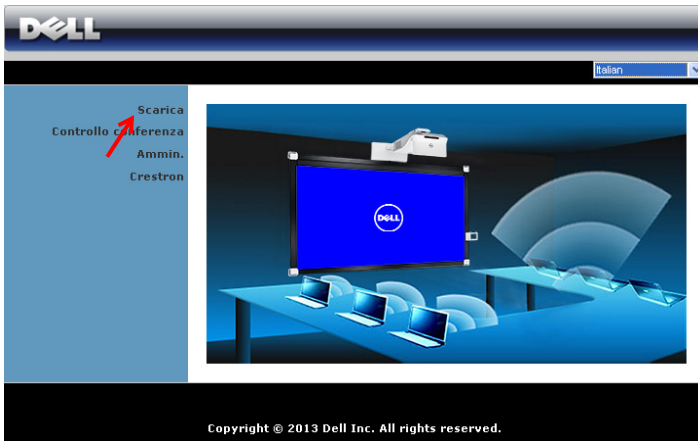 DELL
Italian
Scarica
Controllo conferenza
Ammin.
Crestron
DELL
Copyright © 2013 Dell Inc. All rights reserved.